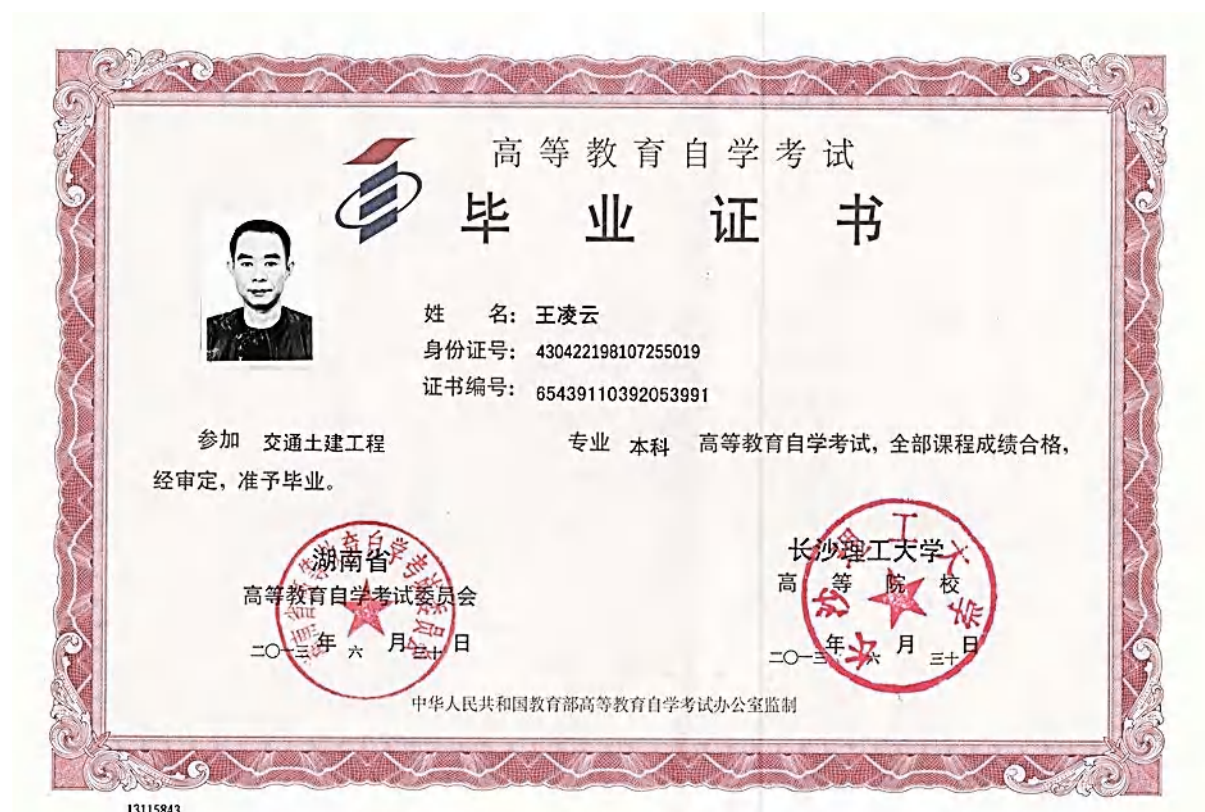 高等教育自学考试
毕业证书
姓 名: 王凌云
身份证号: 430422198107255019
证书编号: 65439110392053991
参加 交通土建工程 专业 本科 高等教育自学考试, 全部课程成绩合格,
经审定, 准予毕业。
湖南省 长沙理工大学
高等教育自学考试委员会 高等院校
二〇一三年六月三十日 二〇一三年六月三十日
中华人民共和国教育部高等教育自学考试办公室监制
13115843